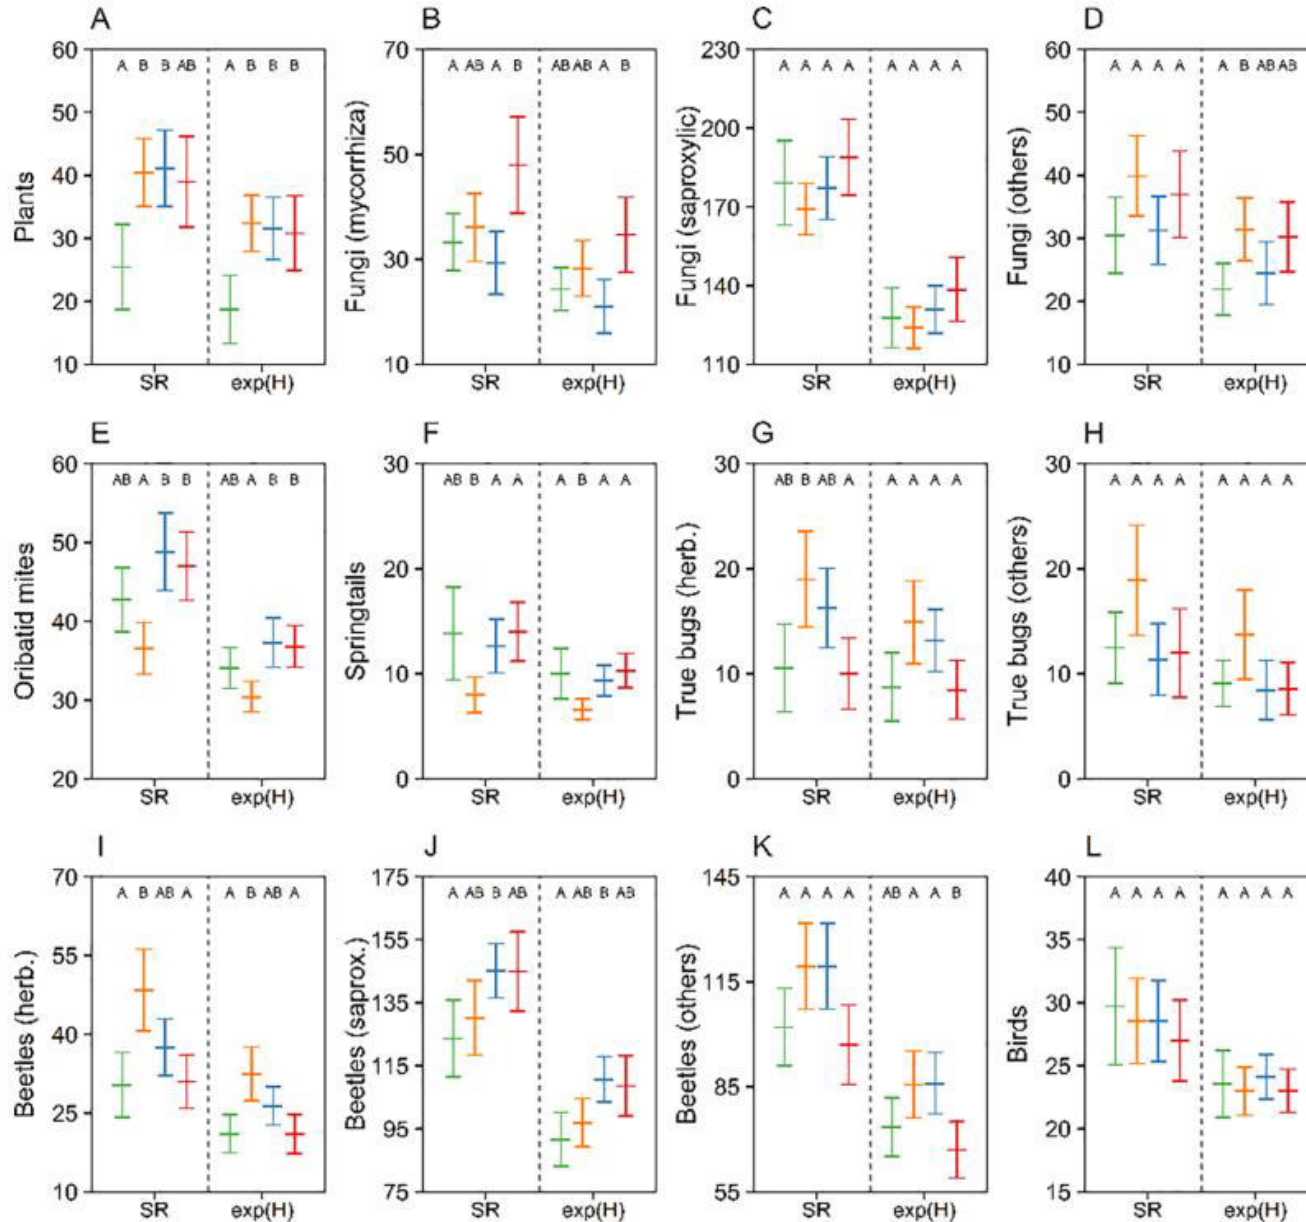 A
B
C
D
60
50
40
30
20
10
Plants
A B B AB
A B B B
SR
exp(H)
70
50
30
10
Fungi (mycorrhiza)
A AB A B
AB AB A B
SR
exp(H)
230
200
170
140
110
Fungi (saproxylic)
A A A A
A A A A
SR
exp(H)
60
50
40
30
20
10
Fungi (others)
A A A A
A B AB AB
SR
exp(H)
E
F
G
H
60
50
40
30
20
Oribatid mites
AB A B B
AB A B B
SR
exp(H)
30
20
10
0
Springtails
AB B A A
A B A A
SR
exp(H)
30
20
10
0
True bugs (herb.)
AB B AB A
A A A A
SR
exp(H)
30
20
10
0
True bugs (others)
A A A A
A A A A
SR
exp(H)
I
J
K
L
70
55
40
25
10
Beetles (herb.)
A B AB A
A B AB A
SR
exp(H)
175
155
135
115
95
75
Beetles (saprox.)
A AB B AB
A AB B AB
SR
exp(H)
145
115
85
55
Beetles (others)
A A A A
AB A A B
SR
exp(H)
40
35
30
25
20
15
Birds
A A A A
A A A A
SR
exp(H)